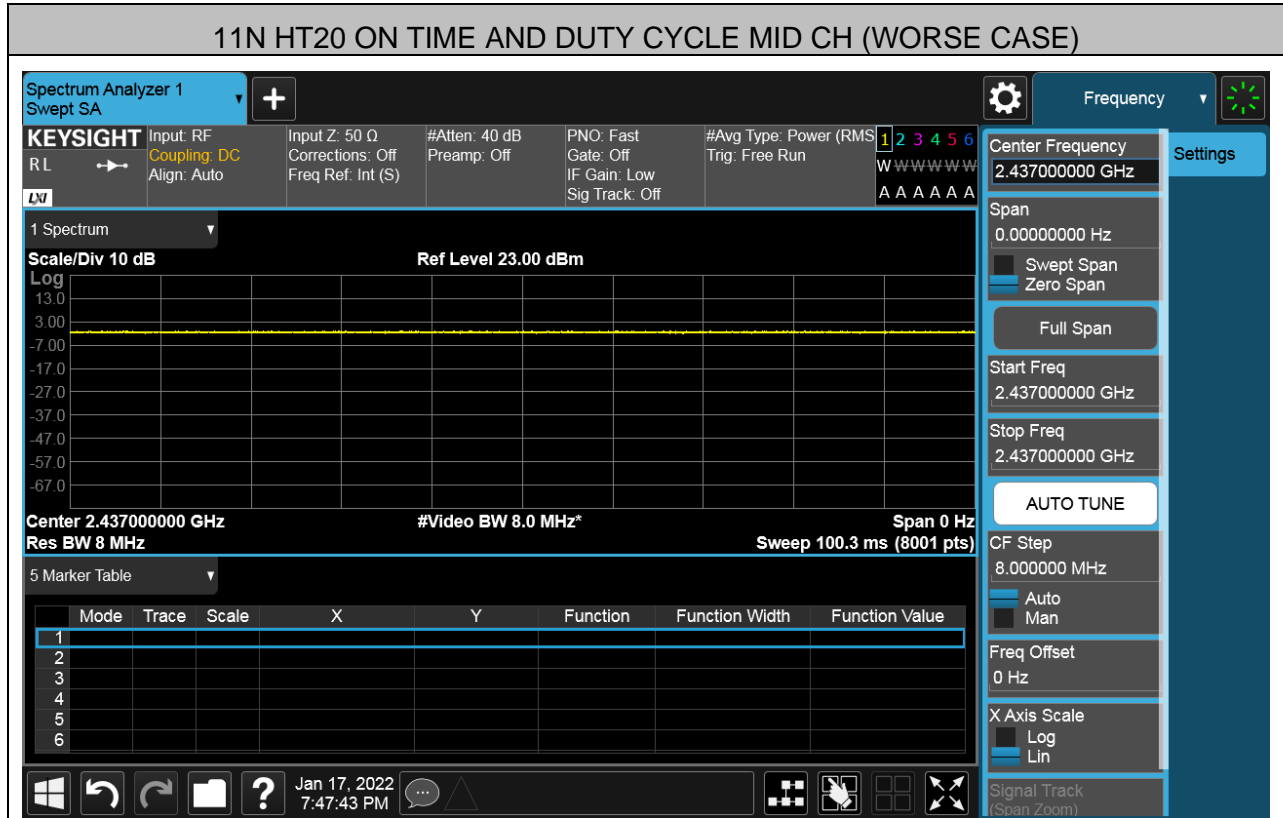 11N HT20 ON TIME AND DUTY CYCLE MID CH (WORSE CASE)
Spectrum Analyzer 1
Swept SA
Frequency
KEYSIGHT
RL
LXI
Input: RF
Coupling: DC
Align: Auto
Input Z: 50 Ω
Corrections: Off
Freq Ref: Int (S)
#Atten: 40 dB
Preamp: Off
PNO: Fast
Gate: Off
IF Gain: Low
Sig Track: Off
#Avg Type: Power (RMS
Trig: Free Run
1 2 3 4 5 6
W W W W W W
A A A A A A
1 Spectrum
Scale/Div 10 dB
Ref Level 23.00 dBm
Log
13.0
3.00
-7.00
-17.0
-27.0
-37.0
-47.0
-57.0
-67.0
Center 2.437000000 GHz
#Video BW 8.0 MHz*
Span 0 Hz
Res BW 8 MHz
Sweep 100.3 ms (8001 pts)
5 Marker Table
Mode Trace Scale X Y Function Function Width Function Value
1
2
3
4
5
6
Jan 17, 2022
7:47:43 PM
Center Frequency
2.437000000 GHz
Settings
Span
0.00000000 Hz
Swept Span
Zero Span
Full Span
Start Freq
2.437000000 GHz
Stop Freq
2.437000000 GHz
AUTO TUNE
CF Step
8.000000 MHz
Auto
Man
Freq Offset
0 Hz
X Axis Scale
Log
Lin
Signal Track
(Span Zoom)